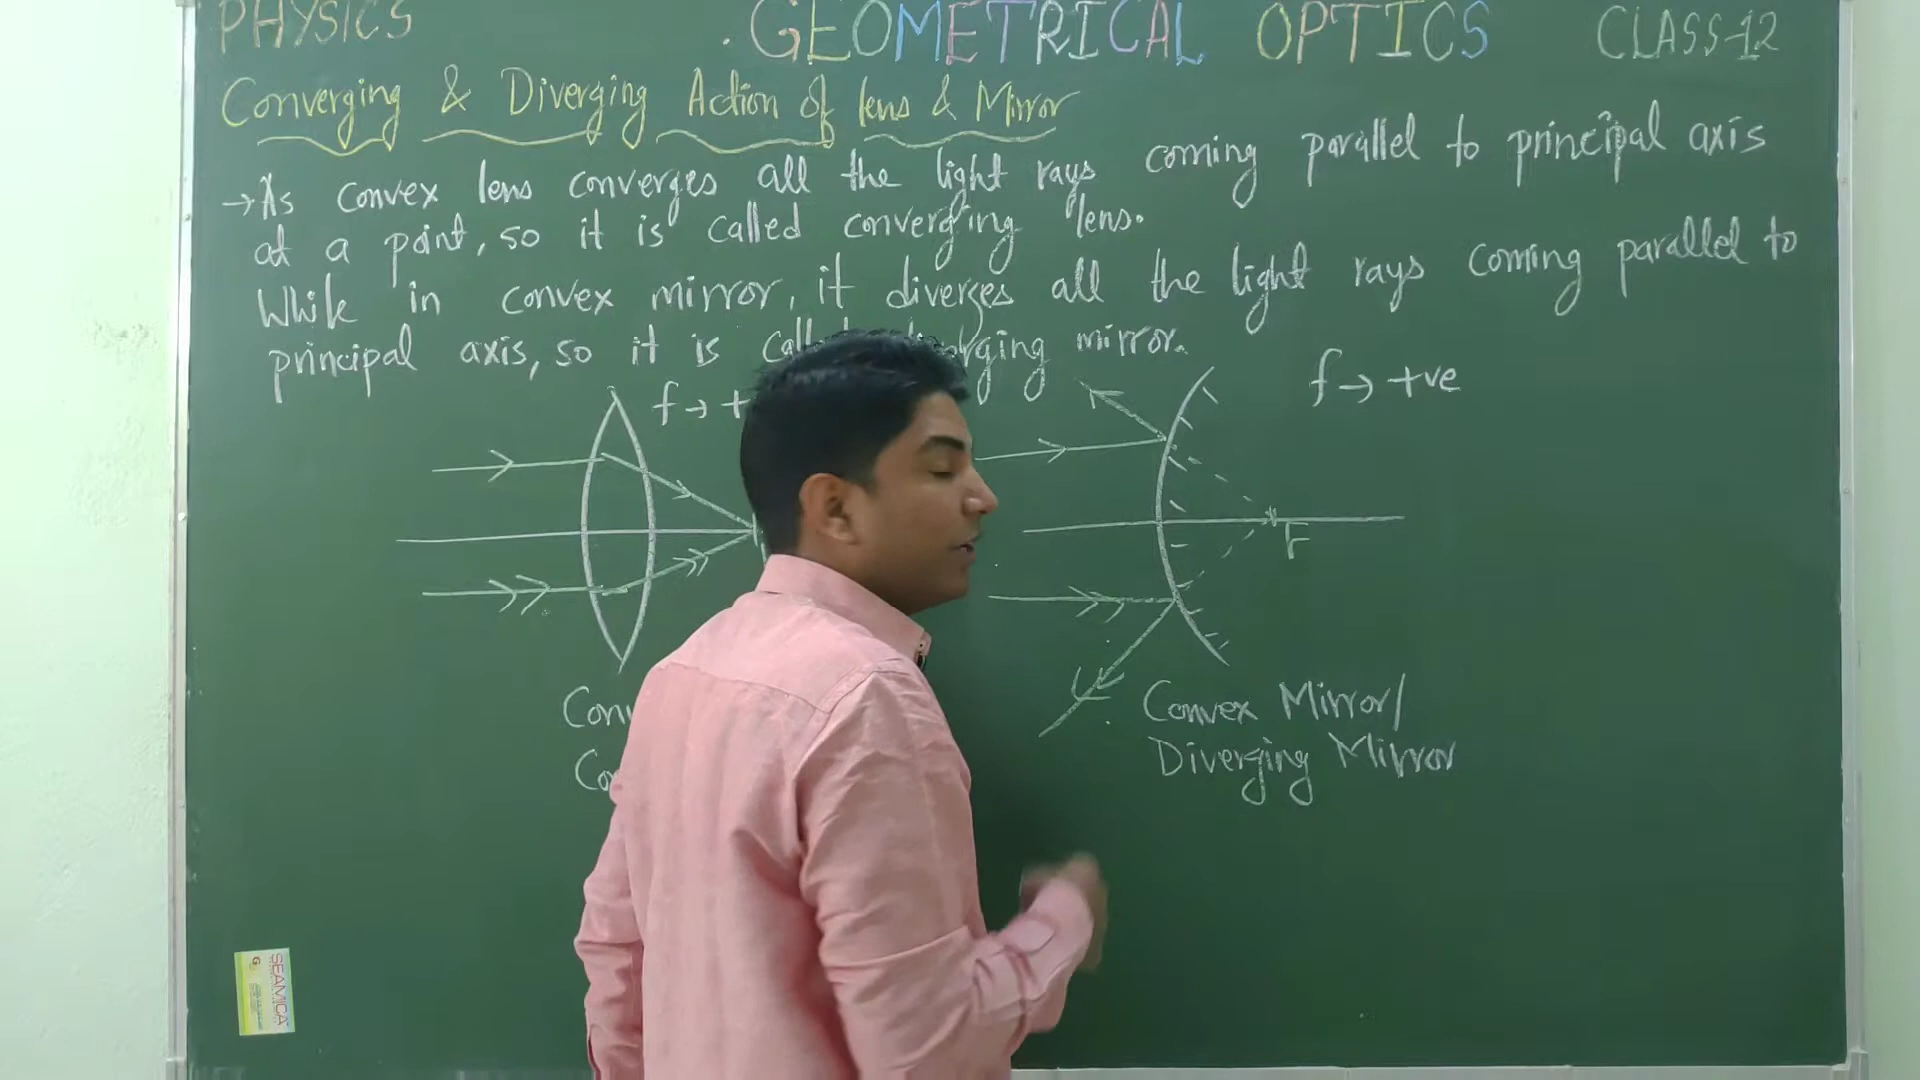 PHYSICS
GEOMETRICAL OPTICS
CLASS-12
Converging & Diverging Action of lens & Mirror
→As convex lens converges all the light rays coming parallel to principal axis
at a point, so it is called converging lens.
While in convex mirror, it diverges all the light rays coming parallel to
principal axis, so it is mirror.
f→+
f→+ve
F
Convex Mirror/
Diverging Mirror
SEAMICA